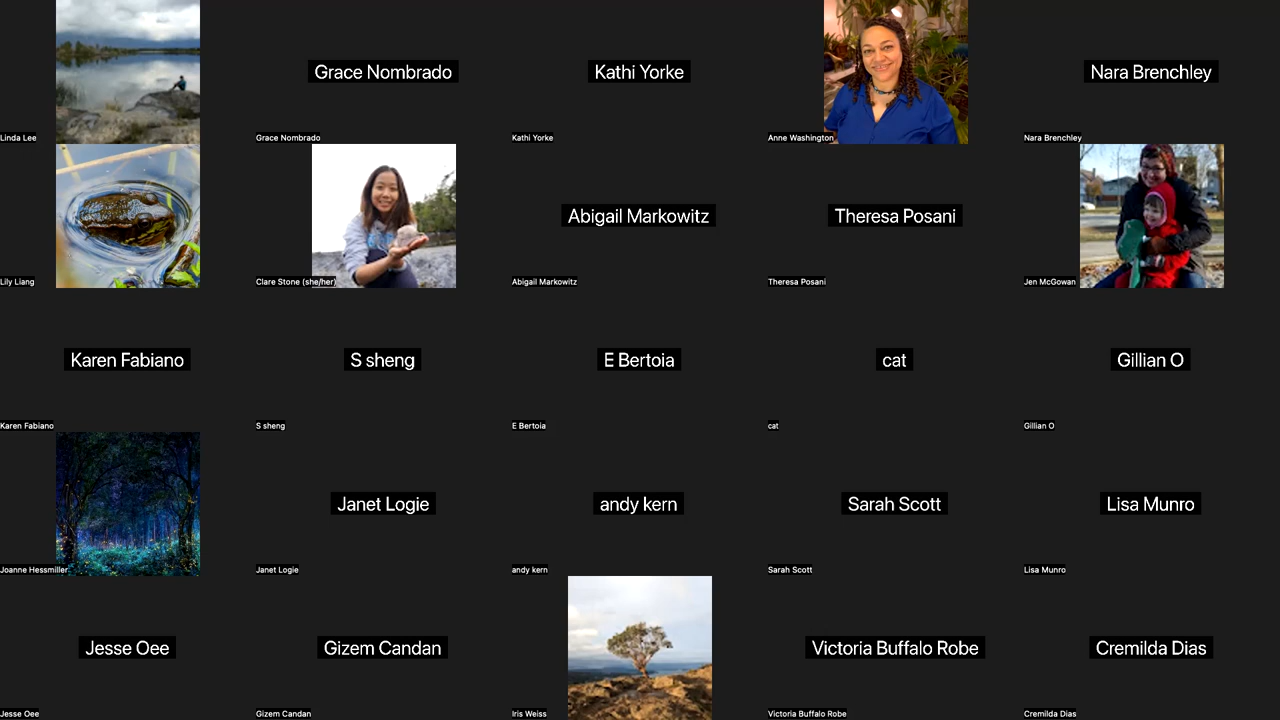 Grace Nombrado
Kathi Yorke
Nara Brenchley
Linda Lee
Grace Nombrado
Kathi Yorke
Anne Washington
Nara Brenchley
Abigail Markowitz
Theresa Posani
Lily Liang
Clare Stone (she/her)
Abigail Markowitz
Theresa Posani
Jen McGowan
Karen Fabiano
S sheng
E Bertoia
cat
Gillian O
Karen Fabiano
S sheng
E Bertoia
cat
Gillian O
Janet Logie
andy kern
Sarah Scott
Lisa Munro
Joanne Hessmiller
Janet Logie
andy kern
Sarah Scott
Lisa Munro
Jesse Oee
Gizem Candan
Victoria Buffalo Robe
Cremilda Dias
Jesse Oee
Gizem Candan
Iris Weiss
Victoria Buffalo Robe
Cremilda Dias